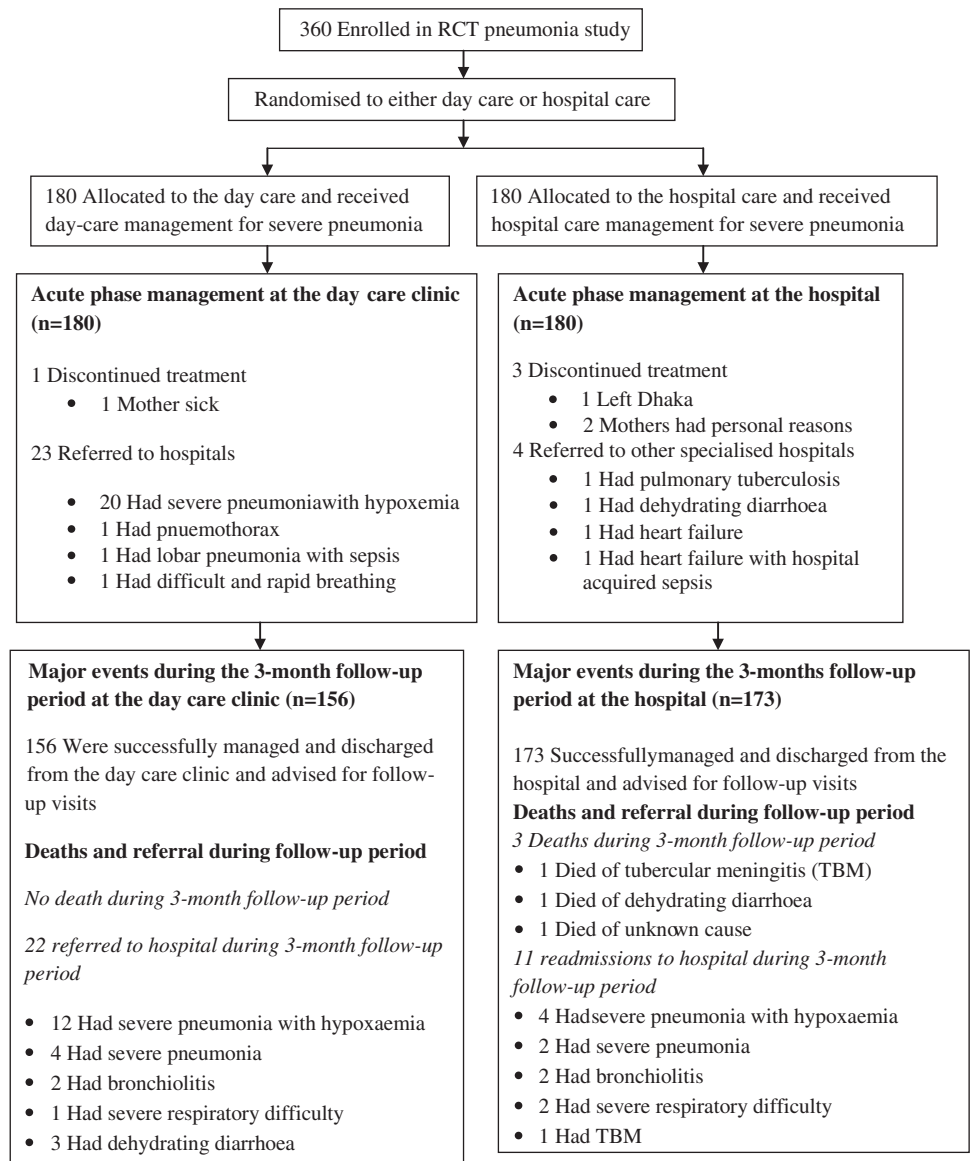 360 Enrolled in RCT pneumonia study
Randomised to either day care or hospital care
180 Allocated to the day care and received
day-care management for severe pneumonia
180 Allocated to the hospital care and received
hospital care management for severe pneumonia
Acute phase management at the day care clinic
(n=180)
1 Discontinued treatment
• 1 Mother sick
23 Referred to hospitals
• 20 Had severe pneumoniawith hypoxemia
• 1 Had pnuemothorax
• 1 Had lobar pneumonia with sepsis
• 1 Had difficult and rapid breathing
Acute phase management at the hospital
(n=180)
3 Discontinued treatment
• 1 Left Dhaka
• 2 Mothers had personal reasons
4 Referred to other specialised hospitals
• 1 Had pulmonary tuberculosis
• 1 Had dehydrating diarrhoea
• 1 Had heart failure
• 1 Had heart failure with hospital
acquired sepsis
Major events during the 3-month follow-up
period at the day care clinic (n=156)
156 Were successfully managed and discharged
from the day care clinic and advised for follow-
up visits
Deaths and referral during follow-up period
No death during 3-month follow-up period
22 referred to hospital during 3-month follow-up
period
• 12 Had severe pneumonia with hypoxaemia
• 4 Had severe pneumonia
• 2 Had bronchiolitis
• 1 Had severe respiratory difficulty
• 3 Had dehydrating diarrhoea
Major events during the 3-months follow-up
period at the hospital (n=173)
173 Successfullymanaged and discharged from the
hospital and advised for follow-up visits
Deaths and referral during follow-up period
3 Deaths during 3-month follow-up period
• 1 Died of tubercular meningitis (TBM)
• 1 Died of dehydrating diarrhoea
• 1 Died of unknown cause
11 readmissions to hospital during 3-month
follow-up period
• 4 Hadsevere pneumonia with hypoxaemia
• 2 Had severe pneumonia
• 2 Had bronchiolitis
• 2 Had severe respiratory difficulty
• 1 Had TBM